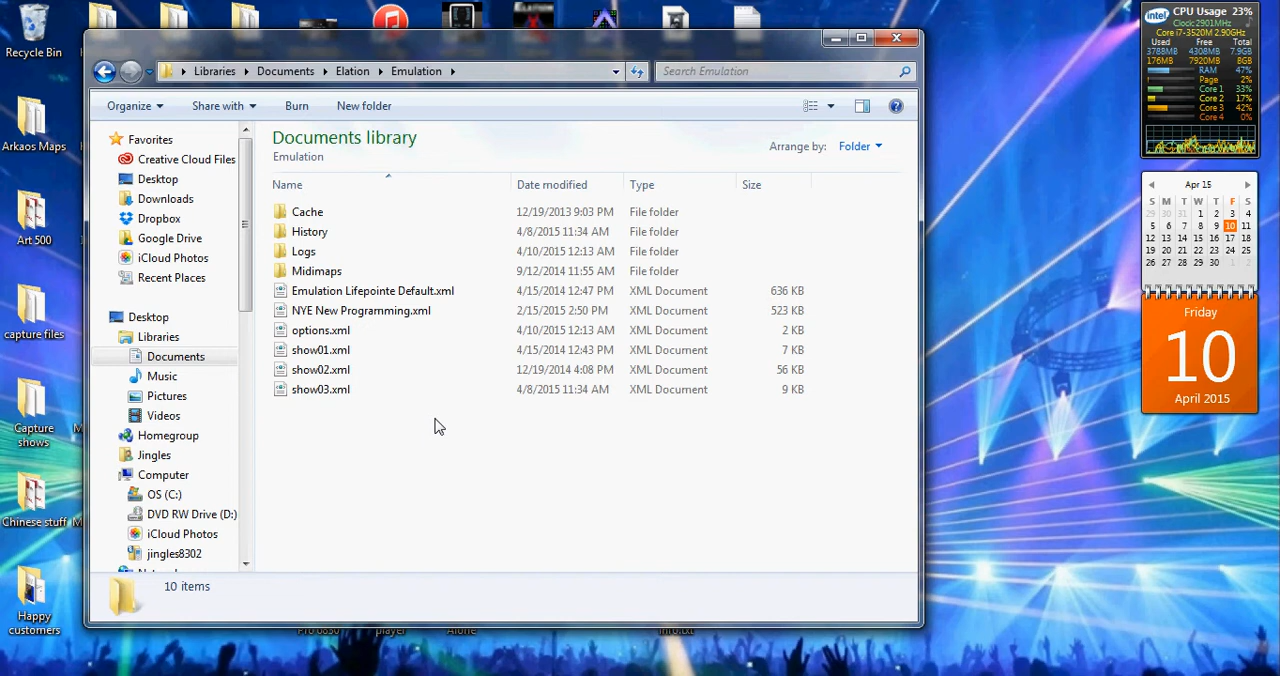 Recycle Bin
Arkaos Maps
Art 500
capture files
Capture
shows
Chinese stuff
Happy
customers
Libraries
Documents
Elation
Emulation
Search Emulation
Organize
Share with
Burn
New folder
Favorites
Creative Cloud Files
Desktop
Downloads
Dropbox
Google Drive
iCloud Photos
Recent Places
Desktop
Libraries
Documents
Music
Pictures
Videos
Homegroup
Jingles
Computer
OS (C:)
DVD RW Drive (D:)
iCloud Photos
jingles8302
Documents library
Emulation
Arrange by: Folder
Name Date modified Type Size
Cache 12/19/2013 9:03 PM File folder
History 4/8/2015 11:34 AM File folder
Logs 4/10/2015 12:13 AM File folder
Midimaps 9/12/2014 11:55 AM File folder
Emulation Lifepointe Default.xml 4/15/2014 12:47 PM XML Document 636 KB
NYE New Programming.xml 2/15/2015 2:50 PM XML Document 523 KB
options.xml 4/10/2015 12:13 AM XML Document 2 KB
show01.xml 4/15/2014 12:43 PM XML Document 7 KB
show02.xml 12/19/2014 4:08 PM XML Document 56 KB
show03.xml 4/8/2015 11:34 AM XML Document 9 KB
10 items
intel CPU Usage 23%
Clock: 2901MHz
Core i7-3520M 2.90GHz
Used Free Total
3788MB 4308MB 7.9GB
176MB 7920MB 8GB
RAM 47%
Page 2%
Core 1 33%
Core 2 17%
Core 3 42%
Core 4 0%
Apr 15
S M T W T F S
29 30 31 1 2 3 4
5 6 7 8 9 10 11
12 13 14 15 16 17 18
19 20 21 22 23 24 25
26 27 28 29 30 1 2
Friday
10
April 2015